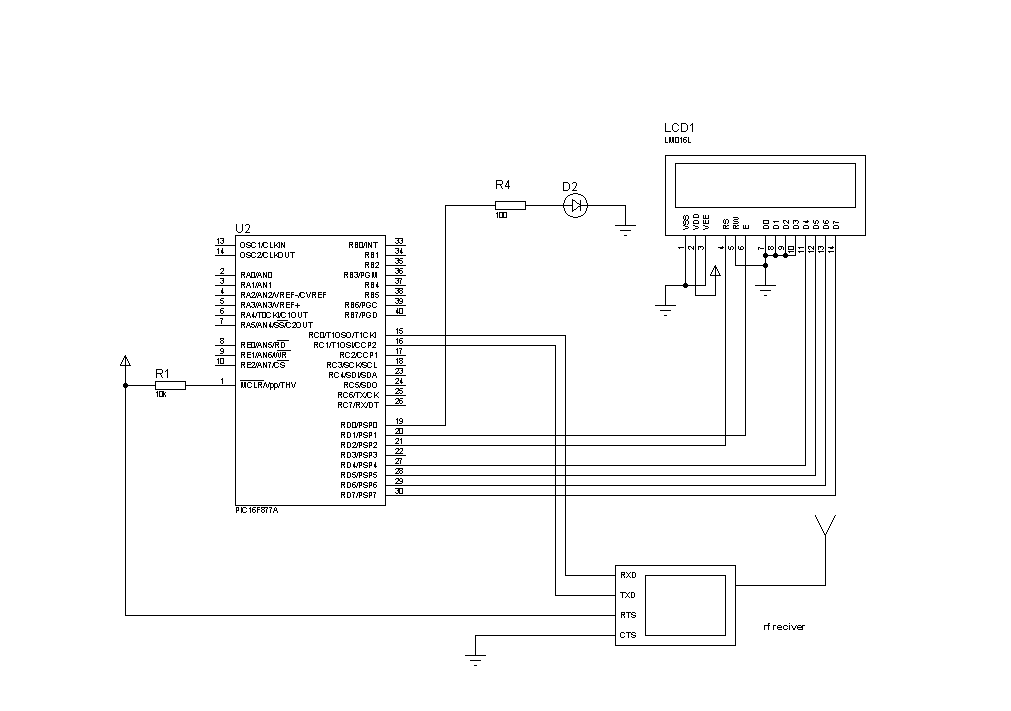 LCD1
LM016L
VSS
VDD
VEE
RS
RW
E
D0
D1
D2
D3
D4
D5
D6
D7
1
2
3
4
5
6
7
8
9
10
11
12
13
14
R4
100
D2
U2
13 OSC1/CLKIN
14 OSC2/CLKOUT
2 RA0/AN0
3 RA1/AN1
4 RA2/AN2/VREF-/CVREF
5 RA3/AN3/VREF+
6 RA4/T0CKI/C1OUT
7 RA5/AN4/SS/C2OUT
8 RE0/AN5/RD
9 RE1/AN6/WR
10 RE2/AN7/CS
1 MCLR/Vpp/THV
RB0/INT 33
RB1 34
RB2 35
RB3/PGM 36
RB4 37
RB5 38
RB6/PGC 39
RB7/PGD 40
RC0/T1OSO/T1CKI 15
RC1/T1OSI/CCP2 16
RC2/CCP1 17
RC3/SCK/SCL 18
RC4/SDI/SDA 23
RC5/SDO 24
RC6/TX/CK 25
RC7/RX/DT 26
RD0/PSP0 19
RD1/PSP1 20
RD2/PSP2 21
RD3/PSP3 22
RD4/PSP4 27
RD5/PSP5 28
RD6/PSP6 29
RD7/PSP7 30
PIC16F877A
R1
10k
RXD
TXD
RTS
CTS
rf reciver